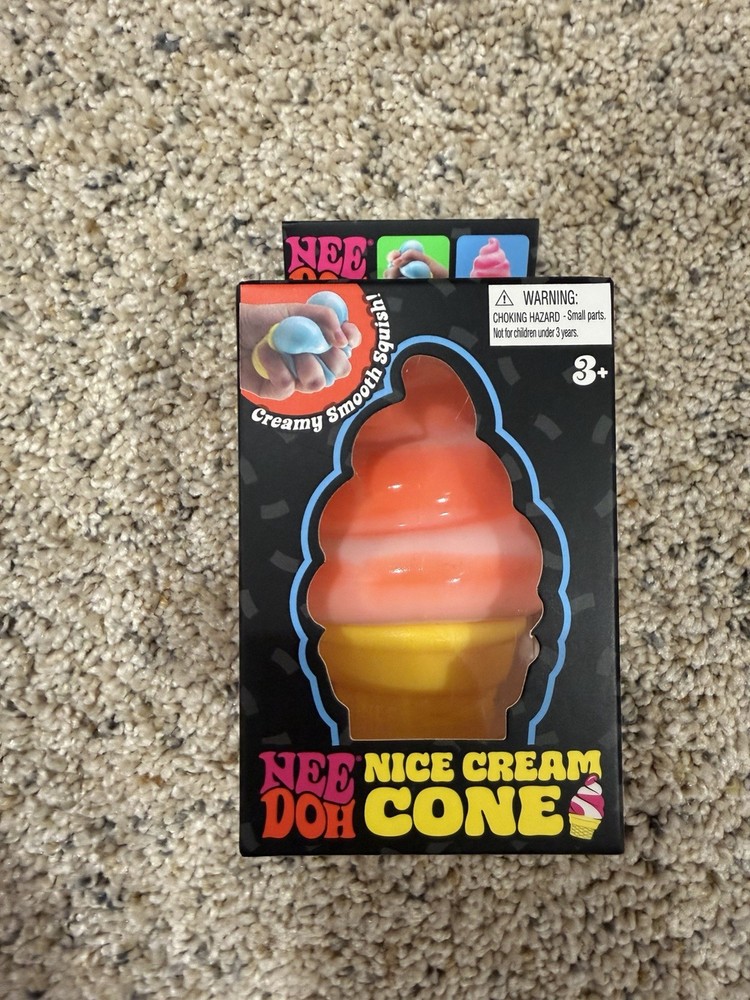 NEE
⚠ WARNING:
CHOKING HAZARD - Small parts.
Not for children under 3 years.
3+
Creamy Smooth Squish!
NEE® NICE CREAM
DOH CONE